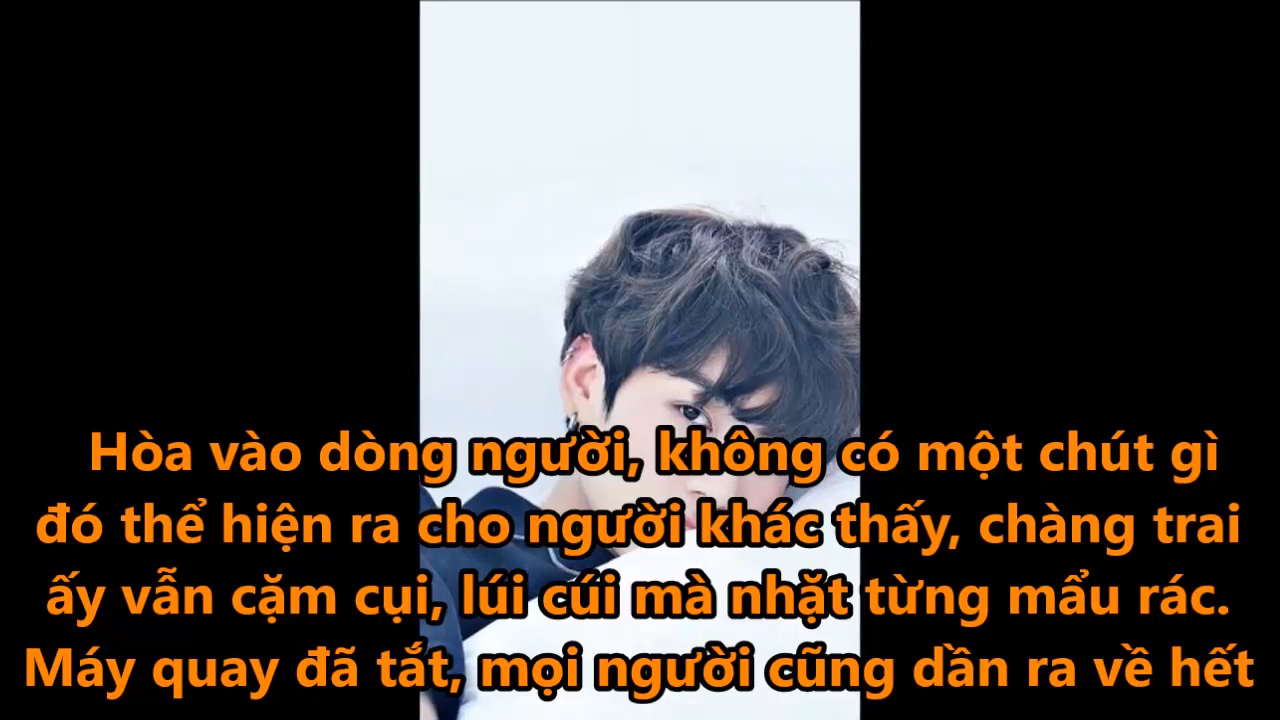 Hòa vào dòng người, không có một chút gì
đó thể hiện ra cho người khác thấy, chàng trai
ấy vẫn cặm cụi, lúi cúi mà nhặt từng mẩu rác.
Máy quay đã tắt, mọi người cũng dần ra về hết